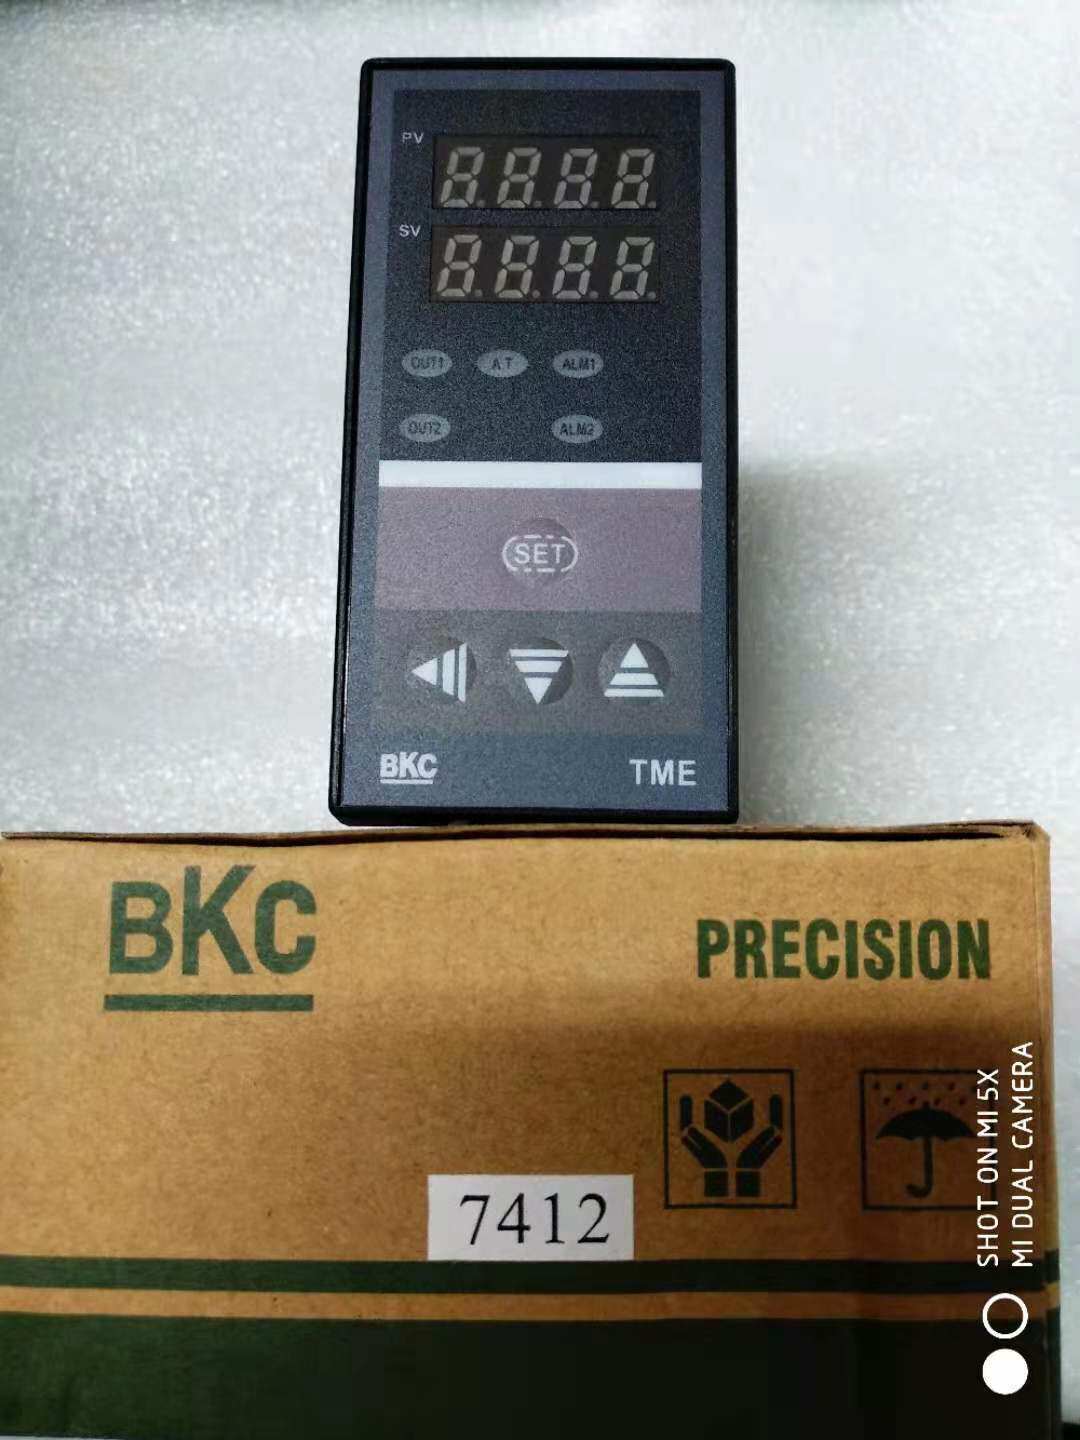 PV
8.8.8.8.
SV
8.8.8.8.
OUT1 AT ALM1
OUT2 ALM2
SET
BKC TME
BKC PRECISION
7412
SHOT ON MI 5X
MI DUAL CAMERA